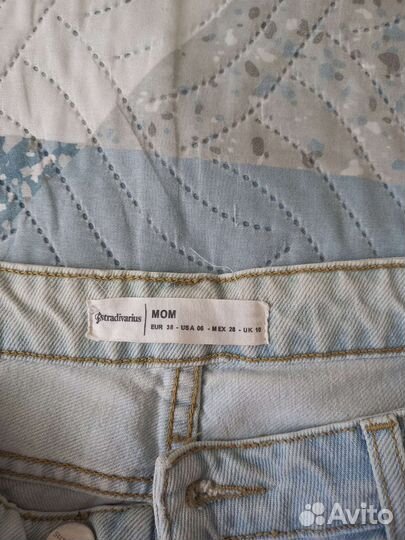 Stradivarius
MOM
EUR 38 - USA 06 - MEX 28 - UK 10
Avito